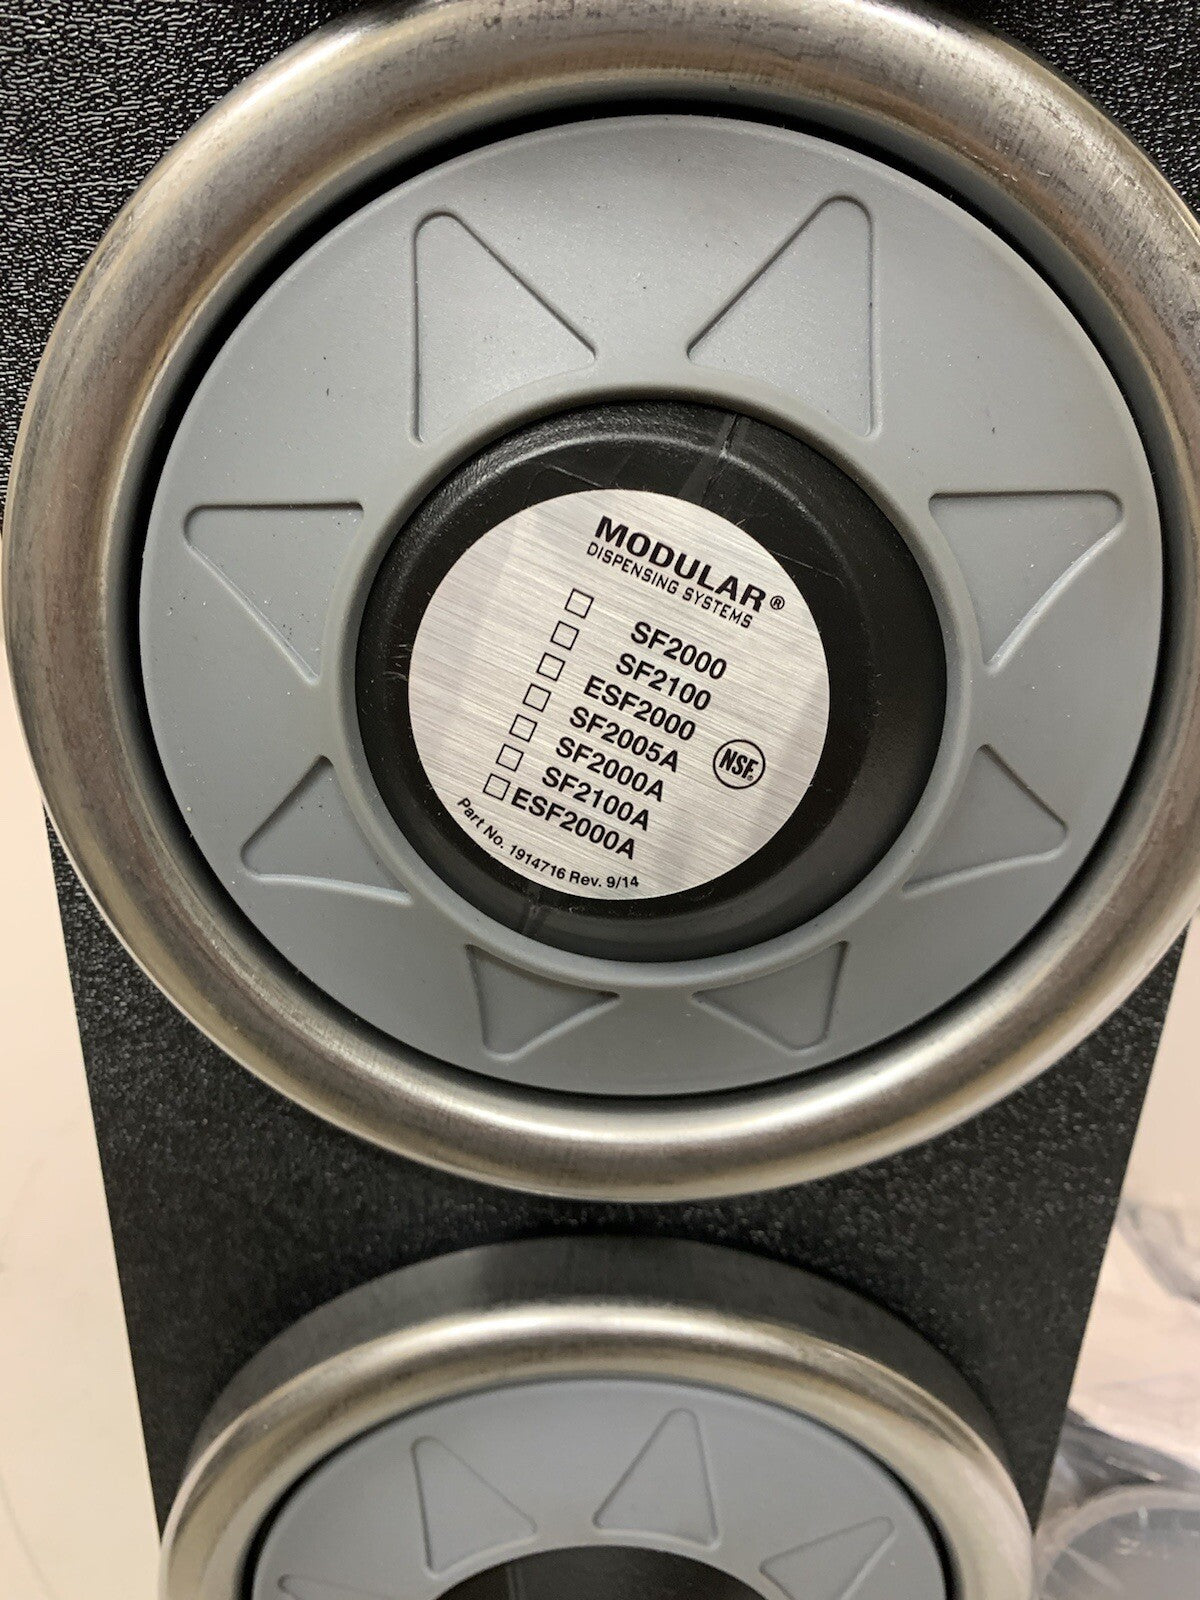 MODULAR®
DISPENSING SYSTEMS
SF2000
SF2100
ESF2000
SF2005A
SF2000A
SF2100A
ESF2000A
NSF
Part No. 1914716 Rev. 9/14